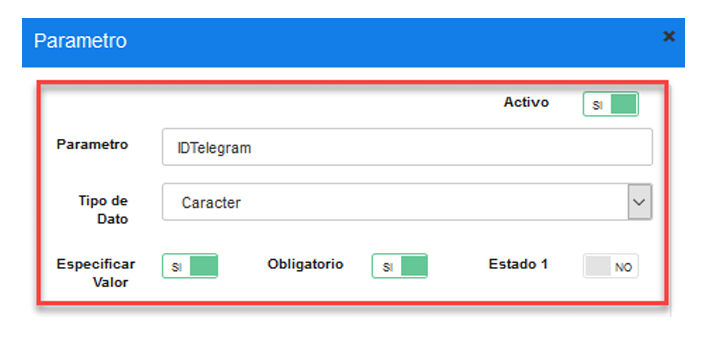 Parametro ×
Activo SI
Parametro IDTelegram
Tipo de Dato Caracter
Especificar Valor SI Obligatorio SI Estado 1 NO